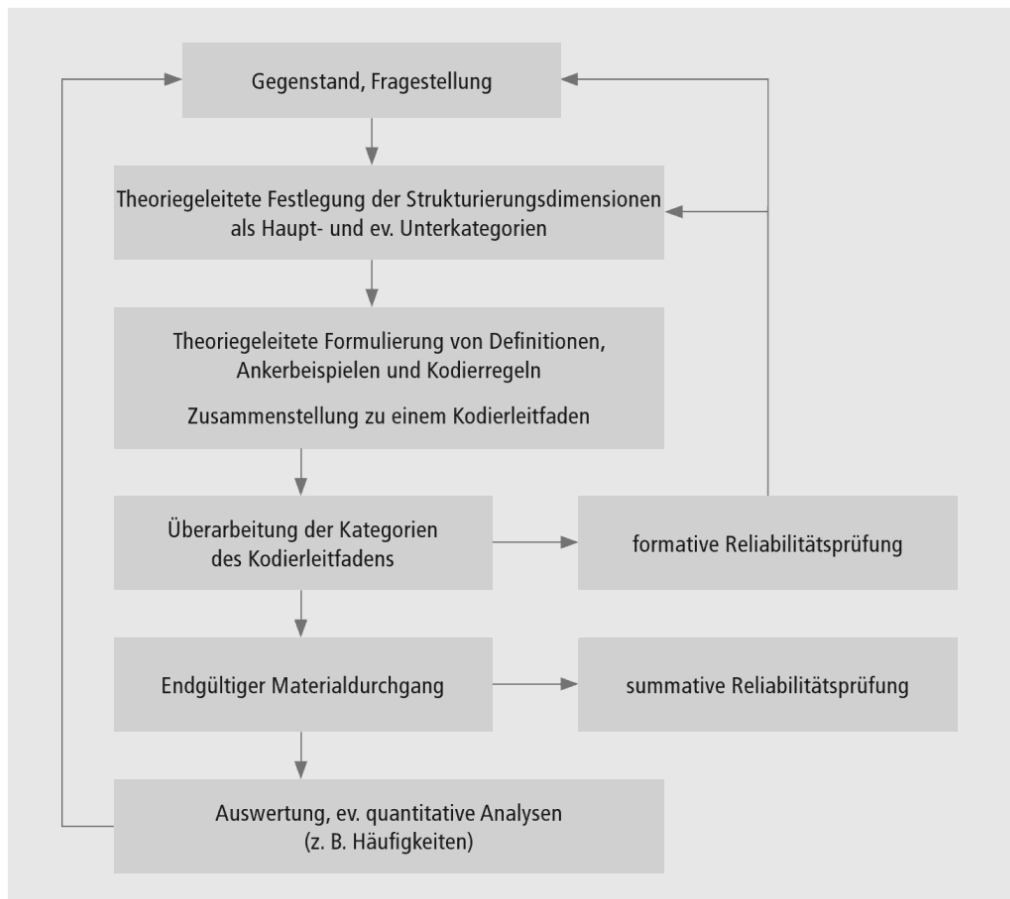 Gegenstand, Fragestellung
Theoriegeleitete Festlegung der Strukturierungsdimensionen
als Haupt- und ev. Unterkategorien
Theoriegeleitete Formulierung von Definitionen,
Ankerbeispielen und Kodierregeln
Zusammenstellung zu einem Kodierleitfaden
Überarbeitung der Kategorien
des Kodierleitfadens
formative Reliabilitätsprüfung
Endgültiger Materialdurchgang
summative Reliabilitätsprüfung
Auswertung, ev. quantitative Analysen
(z. B. Häufigkeiten)